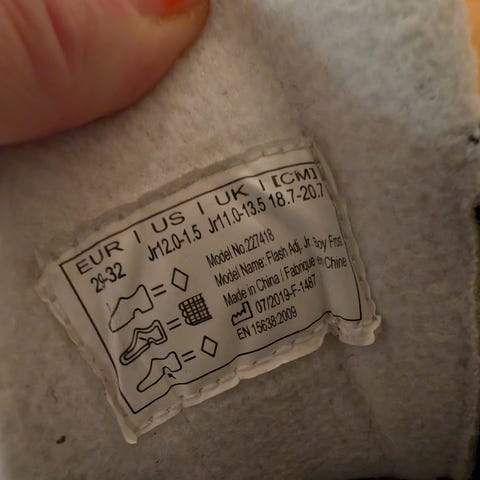 EUR | US | UK | [CM]
29-32 Jr12.0-1.5 Jr11.0-13.5 18.7-20.7
Model No.227418
Model Name: Flash Adj. Jr. Boy Frost
Made in China / Fabriqué en Chine
07/2019-F-1487
EN 15638:2009